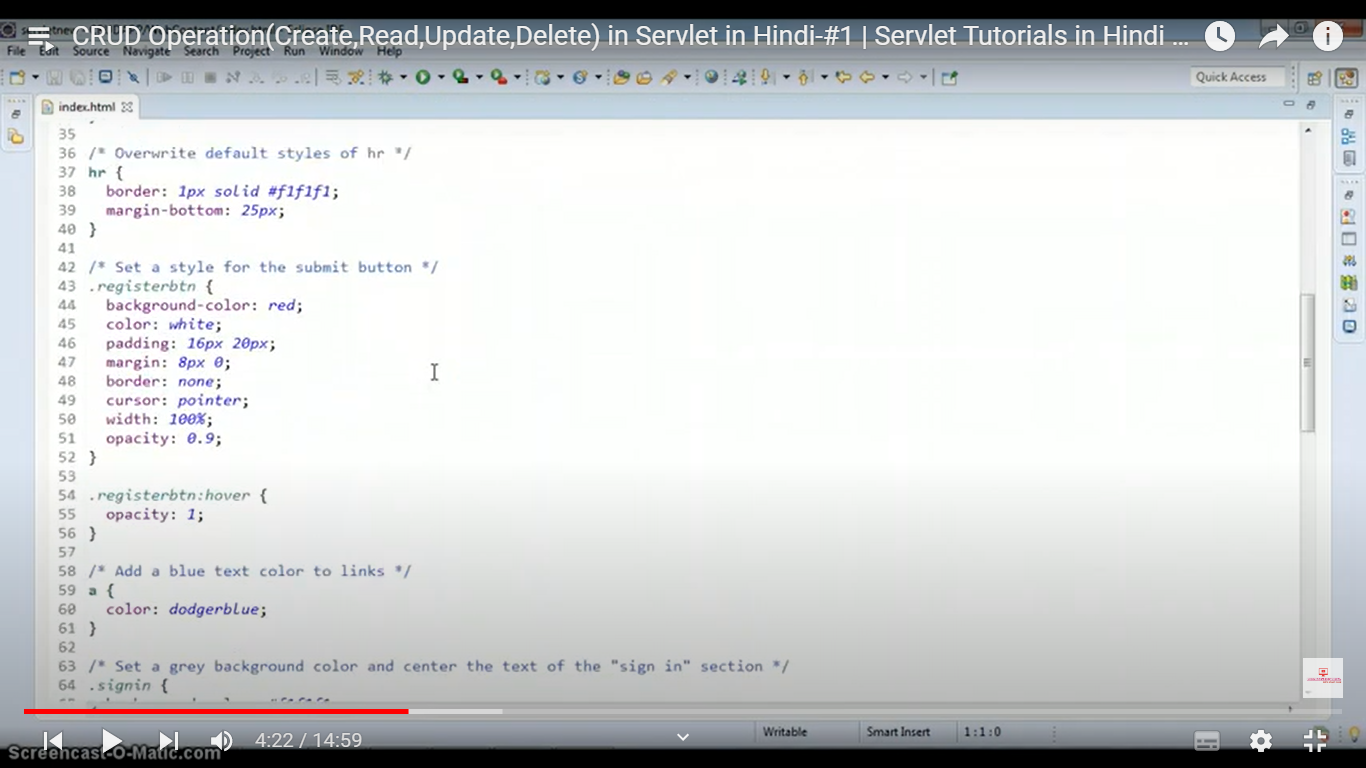 CRUD Operation(Create,Read,Update,Delete) in Servlet in Hindi-#1 | Servlet Tutorials in Hindi ...
File Edit Source Navigate Search Project Run Window Help
Quick Access
index.html
35
36 /* Overwrite default styles of hr */
37 hr {
38 border: 1px solid #f1f1f1;
39 margin-bottom: 25px;
40 }
41
42 /* Set a style for the submit button */
43 .registerbtn {
44 background-color: red;
45 color: white;
46 padding: 16px 20px;
47 margin: 8px 0;
48 border: none;
49 cursor: pointer;
50 width: 100%;
51 opacity: 0.9;
52 }
53
54 .registerbtn:hover {
55 opacity: 1;
56 }
57
58 /* Add a blue text color to links */
59 a {
60 color: dodgerblue;
61 }
62
63 /* Set a grey background color and center the text of the "sign in" section */
64 .signin {
4:22 / 14:59
Writable Smart Insert 1:1:0
Screencast-O-Matic.com